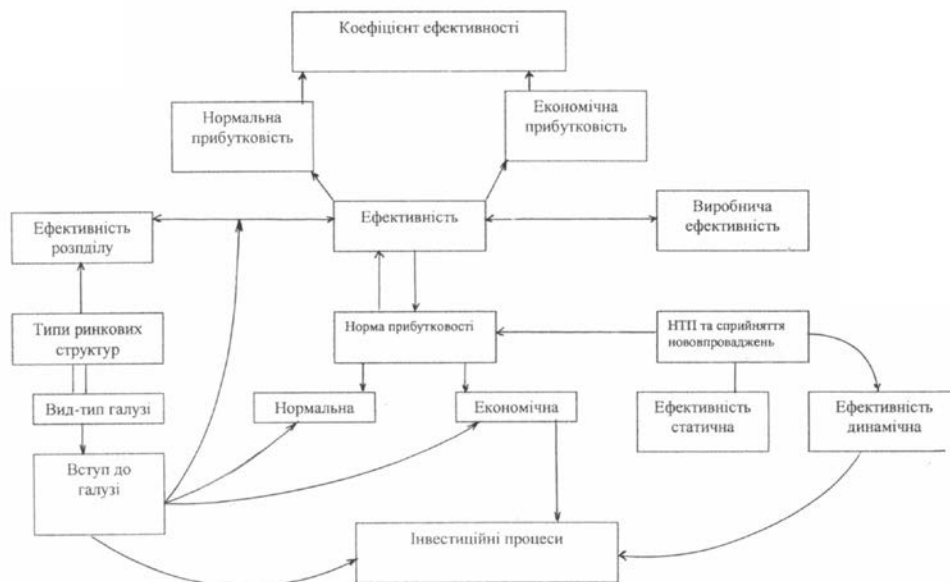 Коефіцієнт ефективності
Нормальна
прибутковість
Економічна
прибутковість
Ефективність
розпділу
Ефективність
Виробнича
ефективність
Типи ринкових
структур
Норма прибутковості
НТП та сприйняття
нововпроваджень
Вид-тип галузі
Нормальна
Економічна
Ефективність
статична
Ефективність
динамічна
Вступ до
галузі
Інвестиційні процеси